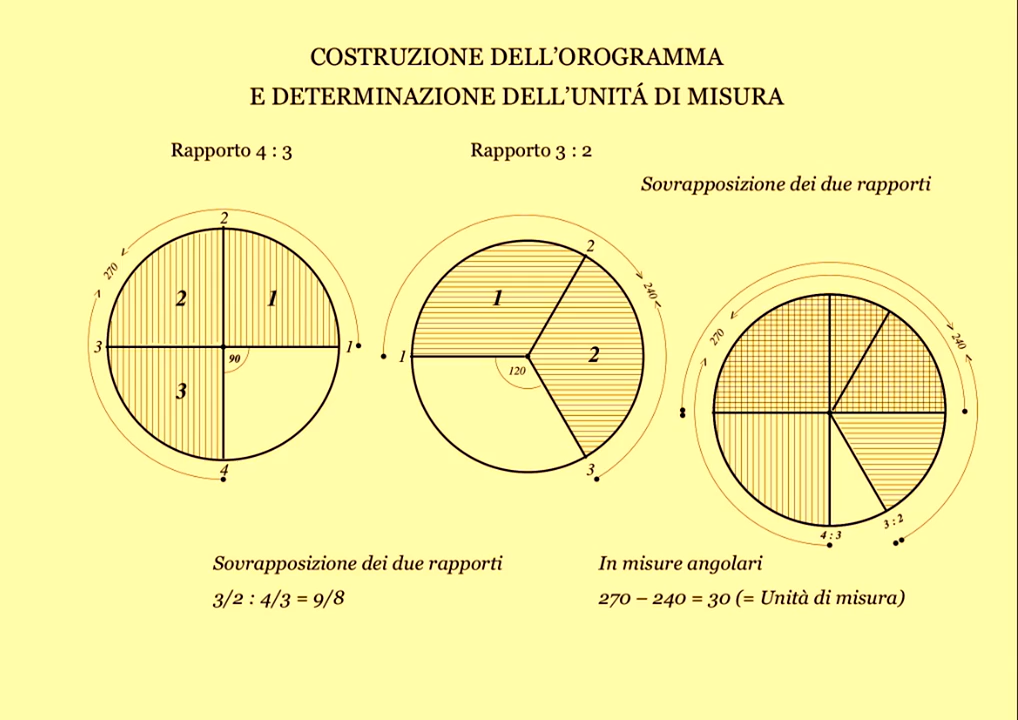 COSTRUZIONE DELL’OROGRAMMA
E DETERMINAZIONE DELL’UNITÁ DI MISURA
Rapporto 4 : 3
Rapporto 3 : 2
Sovrapposizione dei due rapporti
2
270
2
1
3
1
90
3
4
2
1
240
1
2
120
3
270
240
4 : 3
3 : 2
Sovrapposizione dei due rapporti
3/2 : 4/3 = 9/8
In misure angolari
270 – 240 = 30 (= Unità di misura)